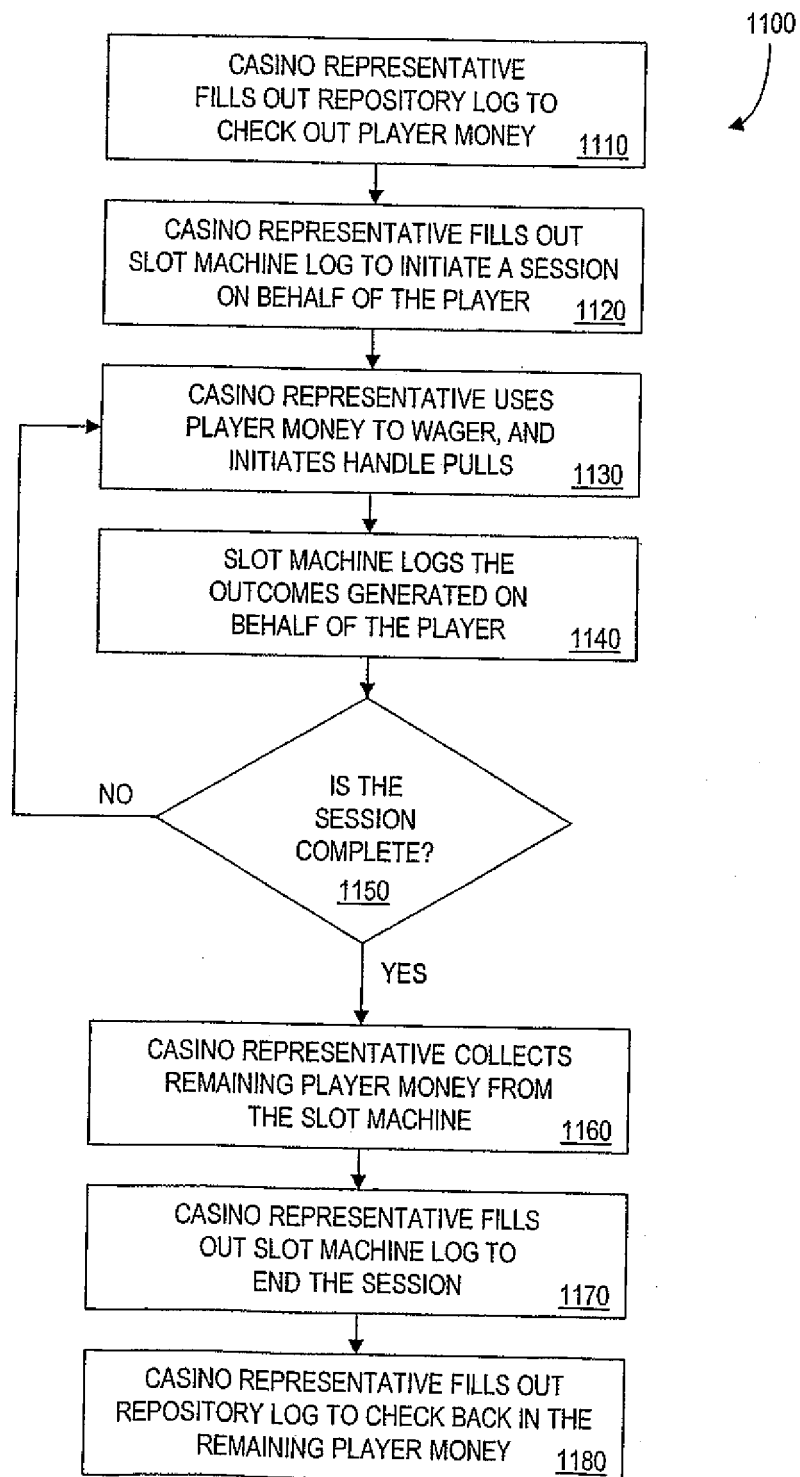 1100
CASINO REPRESENTATIVE
FILLS OUT REPOSITORY LOG TO
CHECK OUT PLAYER MONEY
1110
CASINO REPRESENTATIVE FILLS OUT
SLOT MACHINE LOG TO INITIATE A SESSION
ON BEHALF OF THE PLAYER
1120
CASINO REPRESENTATIVE USES
PLAYER MONEY TO WAGER, AND
INITIATES HANDLE PULLS
1130
SLOT MACHINE LOGS THE
OUTCOMES GENERATED ON
BEHALF OF THE PLAYER
1140
IS THE
SESSION
COMPLETE?
1150
NO
YES
CASINO REPRESENTATIVE COLLECTS
REMAINING PLAYER MONEY FROM
THE SLOT MACHINE
1160
CASINO REPRESENTATIVE FILLS
OUT SLOT MACHINE LOG TO
END THE SESSION
1170
CASINO REPRESENTATIVE FILLS OUT
REPOSITORY LOG TO CHECK BACK IN THE
REMAINING PLAYER MONEY
1180